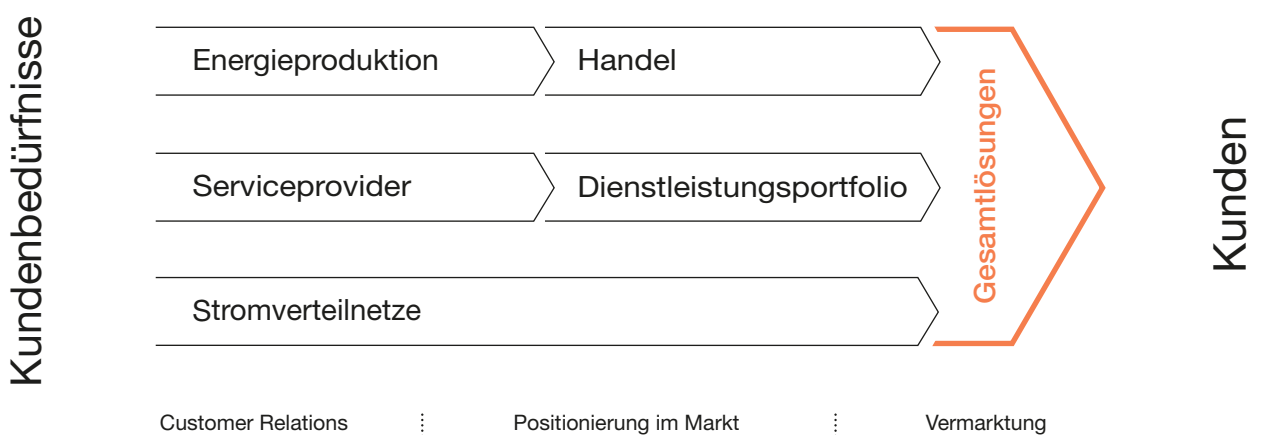 Kundenbedürfnisse
Energieproduktion
Handel
Serviceprovider
Dienstleistungsportfolio
Stromverteilnetze
Gesamtlösungen
Kunden
Customer Relations
Positionierung im Markt
Vermarktung